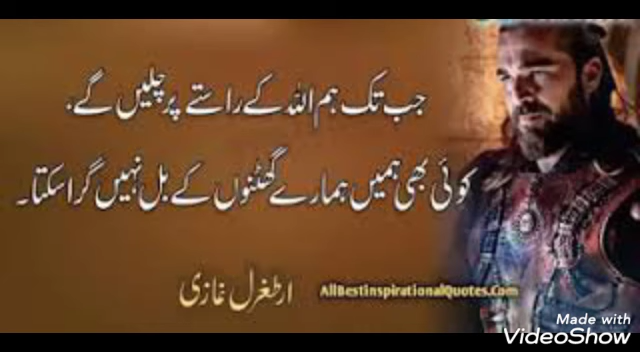 جب تک ہم اللہ کے راستے پر چلیں گے،
کوئی بھی ہمیں ہمارے گھٹنوں کے بل نہیں گرا سکتا۔
ارطغرل غازی
AllBestInspirationalQuotes.Com
Made with
VideoShow